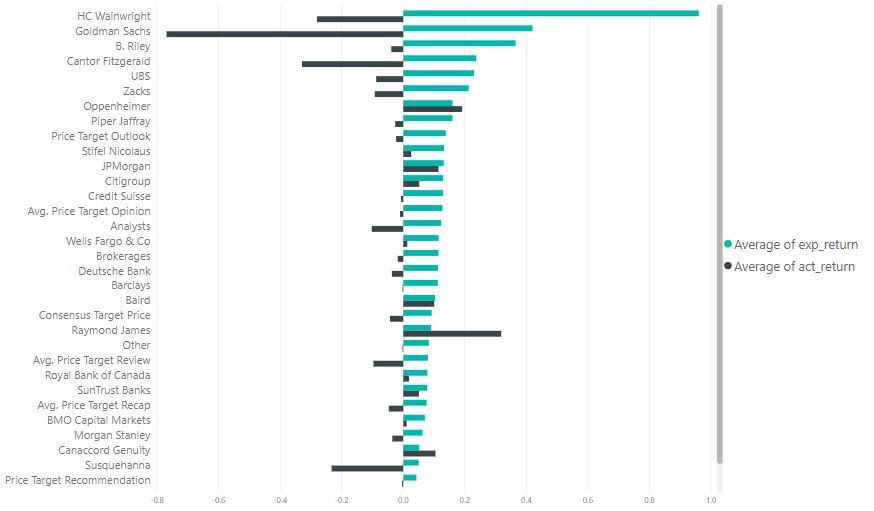 HC Wainwright
Goldman Sachs
B. Riley
Cantor Fitzgerald
UBS
Zacks
Oppenheimer
Piper Jaffray
Price Target Outlook
Stifel Nicolaus
JPMorgan
Citigroup
Credit Suisse
Avg. Price Target Opinion
Analysts
Wells Fargo & Co
Brokerages
Deutsche Bank
Barclays
Baird
Consensus Target Price
Raymond James
Other
Avg. Price Target Review
Royal Bank of Canada
SunTrust Banks
Avg. Price Target Recap
BMO Capital Markets
Morgan Stanley
Canaccord Genuity
Susquehanna
Price Target Recommendation
-0.8 -0.6 -0.4 -0.2 0.0 0.2 0.4 0.6 0.8 1.0
Average of exp_return
Average of act_return